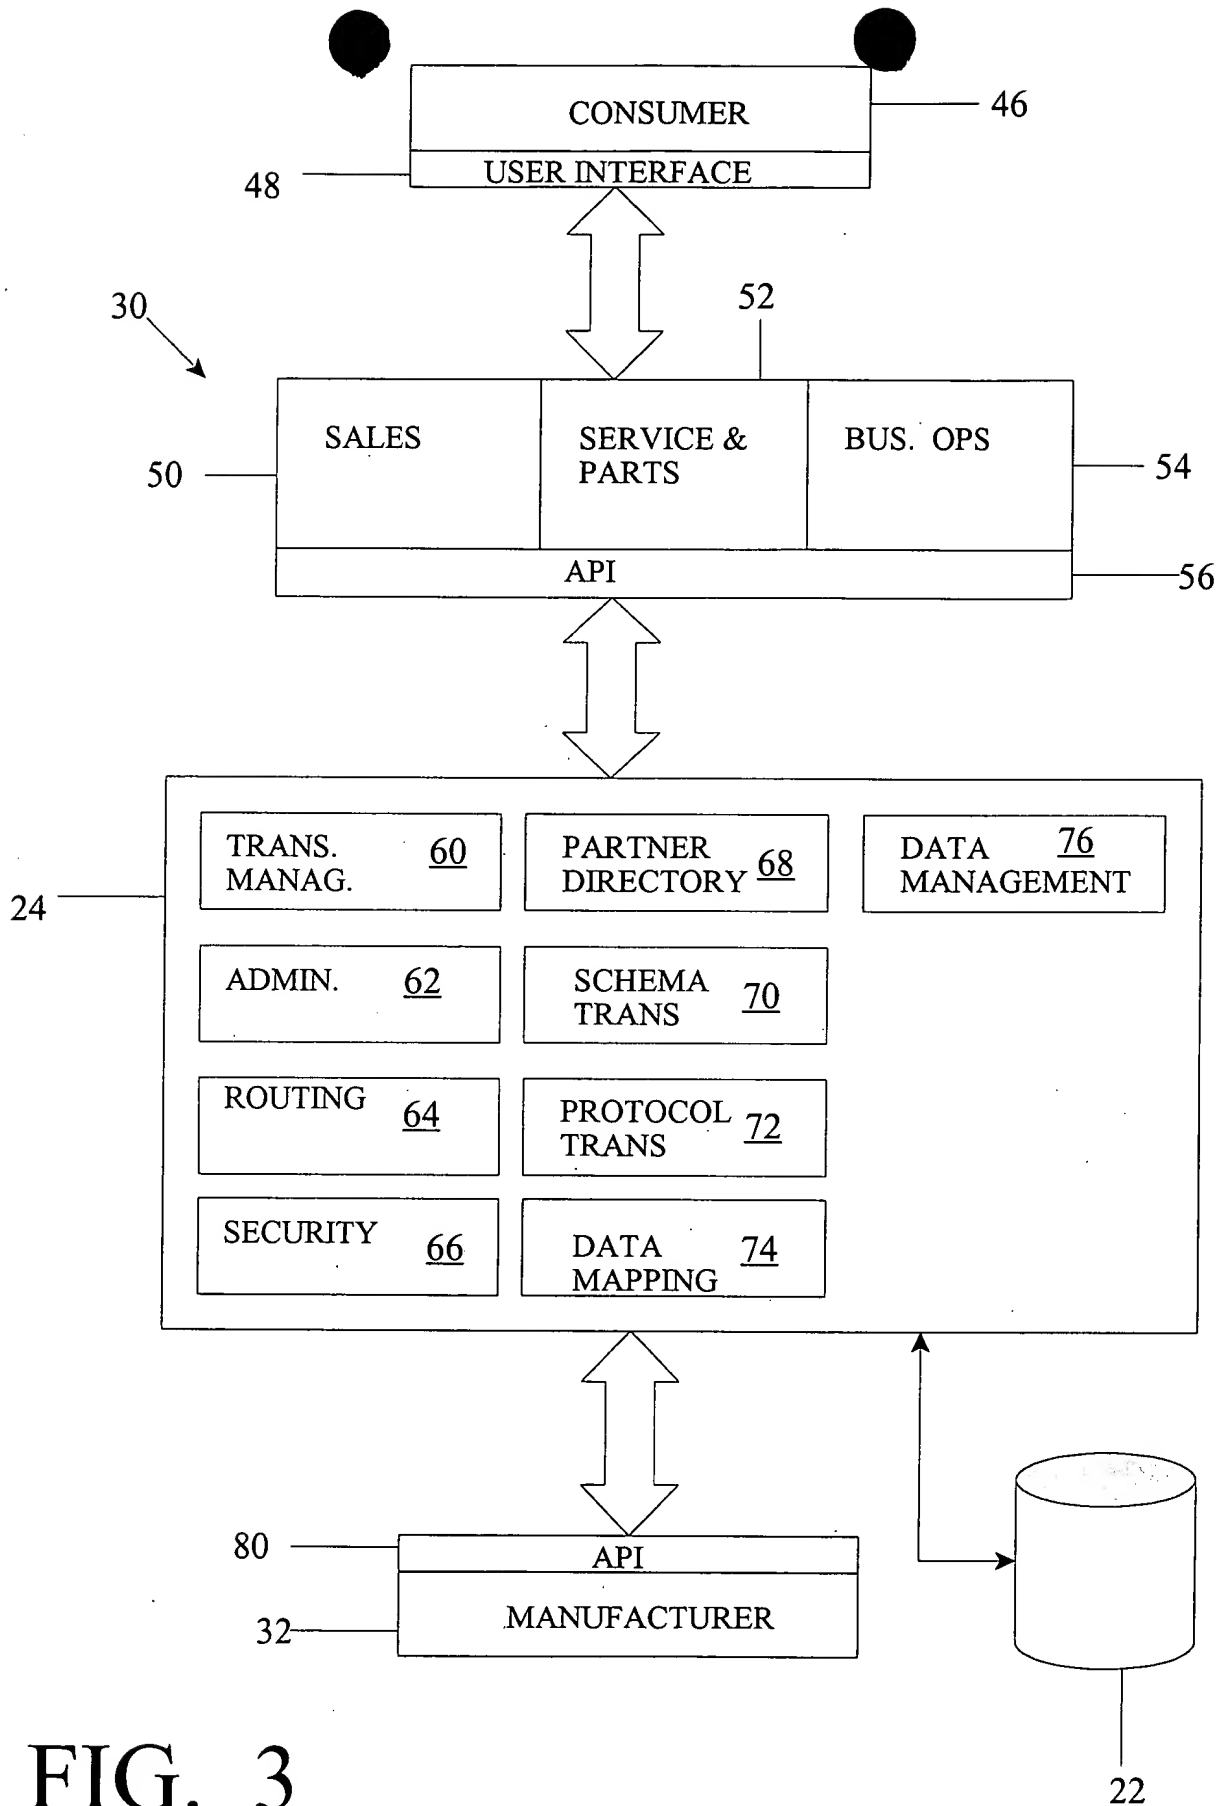 CONSUMER
46
USER INTERFACE
48
30
52
SALES
SERVICE &
PARTS
BUS. OPS
50
54
API
56
TRANS.
MANAG.
60
PARTNER
DIRECTORY
68
DATA
MANAGEMENT
76
24
ADMIN.
62
SCHEMA
TRANS
70
ROUTING
64
PROTOCOL
TRANS
72
SECURITY
66
DATA
MAPPING
74
80
API
32
MANUFACTURER
22
FIG. 3